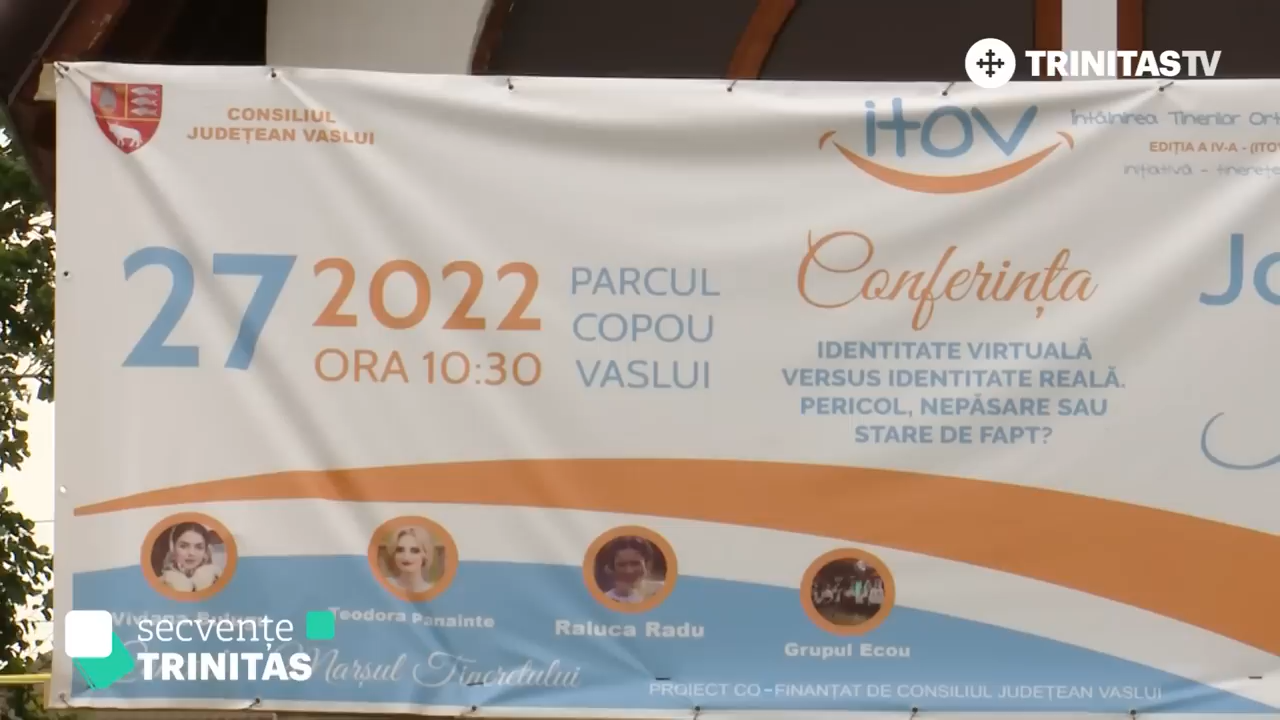 TRINITAS TV
CONSILIUL
JUDEȚEAN VASLUI
itov
Întâlnirea Tinerilor
EDIȚIA A IV-A - (ITOV
inițiativă -
27 2022
ORA 10:30
PARCUL
COPOU
VASLUI
Conferința
IDENTITATE VIRTUALĂ
VERSUS IDENTITATE REALĂ.
PERICOL, NEPĂSARE SAU
STARE DE FAPT?
Teodora Panainte
Raluca Radu
Grupul Ecou
Marșul Tineretului
PROIECT CO-FINANȚAT DE CONSILIUL JUDEȚEAN VASLUI
secvențe
TRINITAS